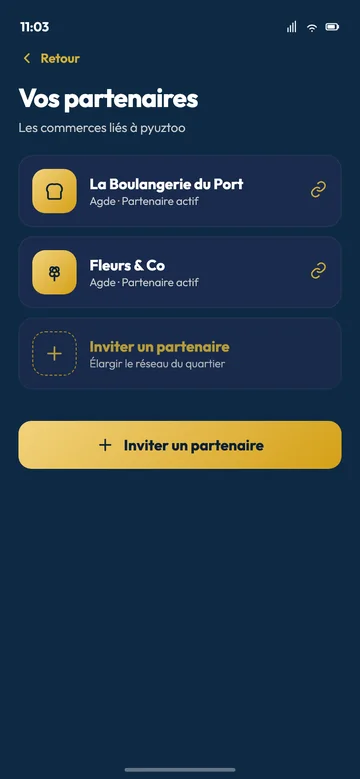 11:03
Retour
Vos partenaires
Les commerces liés à pyuztoo
La Boulangerie du Port
Agde · Partenaire actif
Fleurs & Co
Agde · Partenaire actif
Inviter un partenaire
Élargir le réseau du quartier
Inviter un partenaire